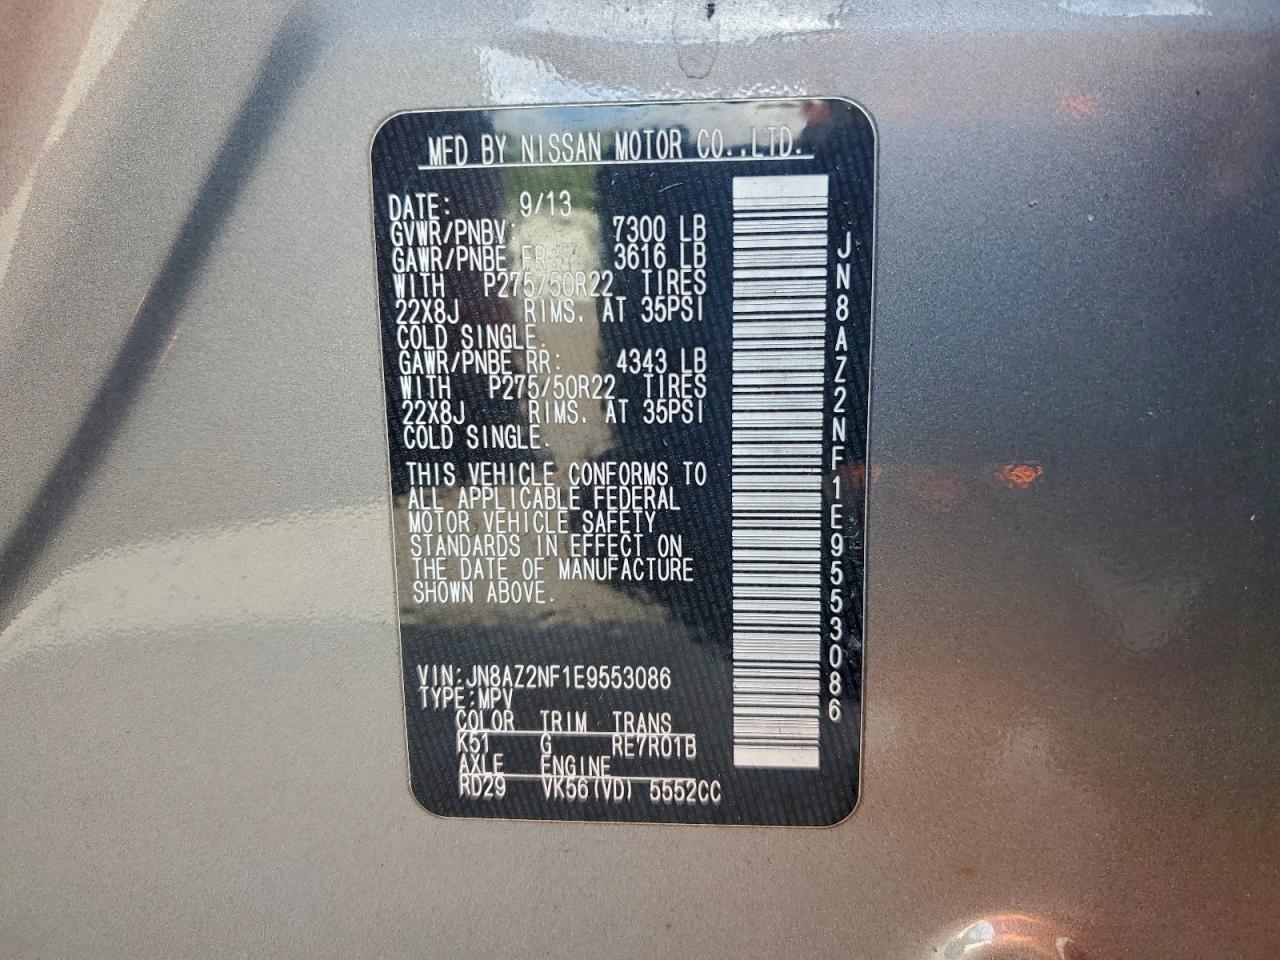 MFD BY NISSAN MOTOR CO.,LTD.
DATE: 9/13
GVWR/PNBV: 7300 LB
GAWR/PNBE FR: 3616 LB
WITH P275/50R22 TIRES
22X8J RIMS. AT 35PSI
COLD SINGLE.
GAWR/PNBE RR: 4343 LB
WITH P275/50R22 TIRES
22X8J RIMS. AT 35PSI
COLD SINGLE.
THIS VEHICLE CONFORMS TO
ALL APPLICABLE FEDERAL
MOTOR VEHICLE SAFETY
STANDARDS IN EFFECT ON
THE DATE OF MANUFACTURE
SHOWN ABOVE.
VIN:JN8AZ2NF1E9553086
TYPE:MPV
COLOR TRIM TRANS
K51 G RE7R01B
AXLE ENGINE
RD29 VK56(VD) 5552CC
JN8AZ2NF1E9553086